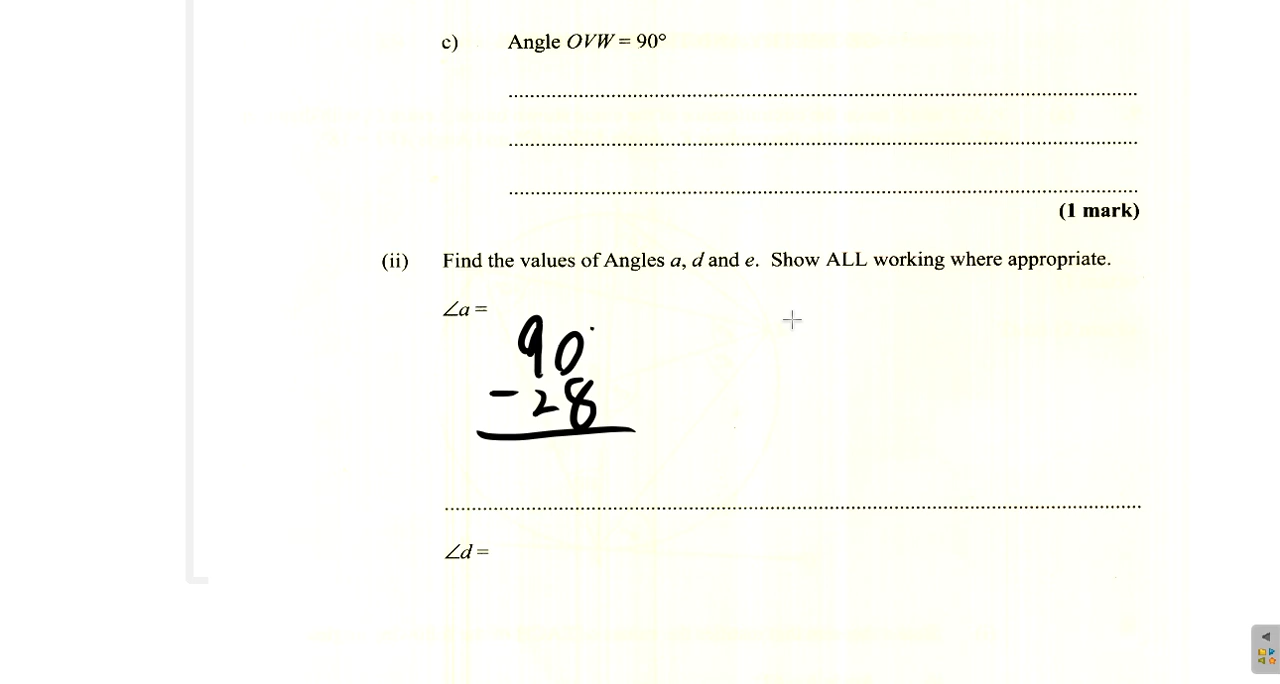 c) Angle OVW = 90°
(1 mark)
(ii) Find the values of Angles a, d and e. Show ALL working where appropriate.
∠a =
90
- 28
∠d =